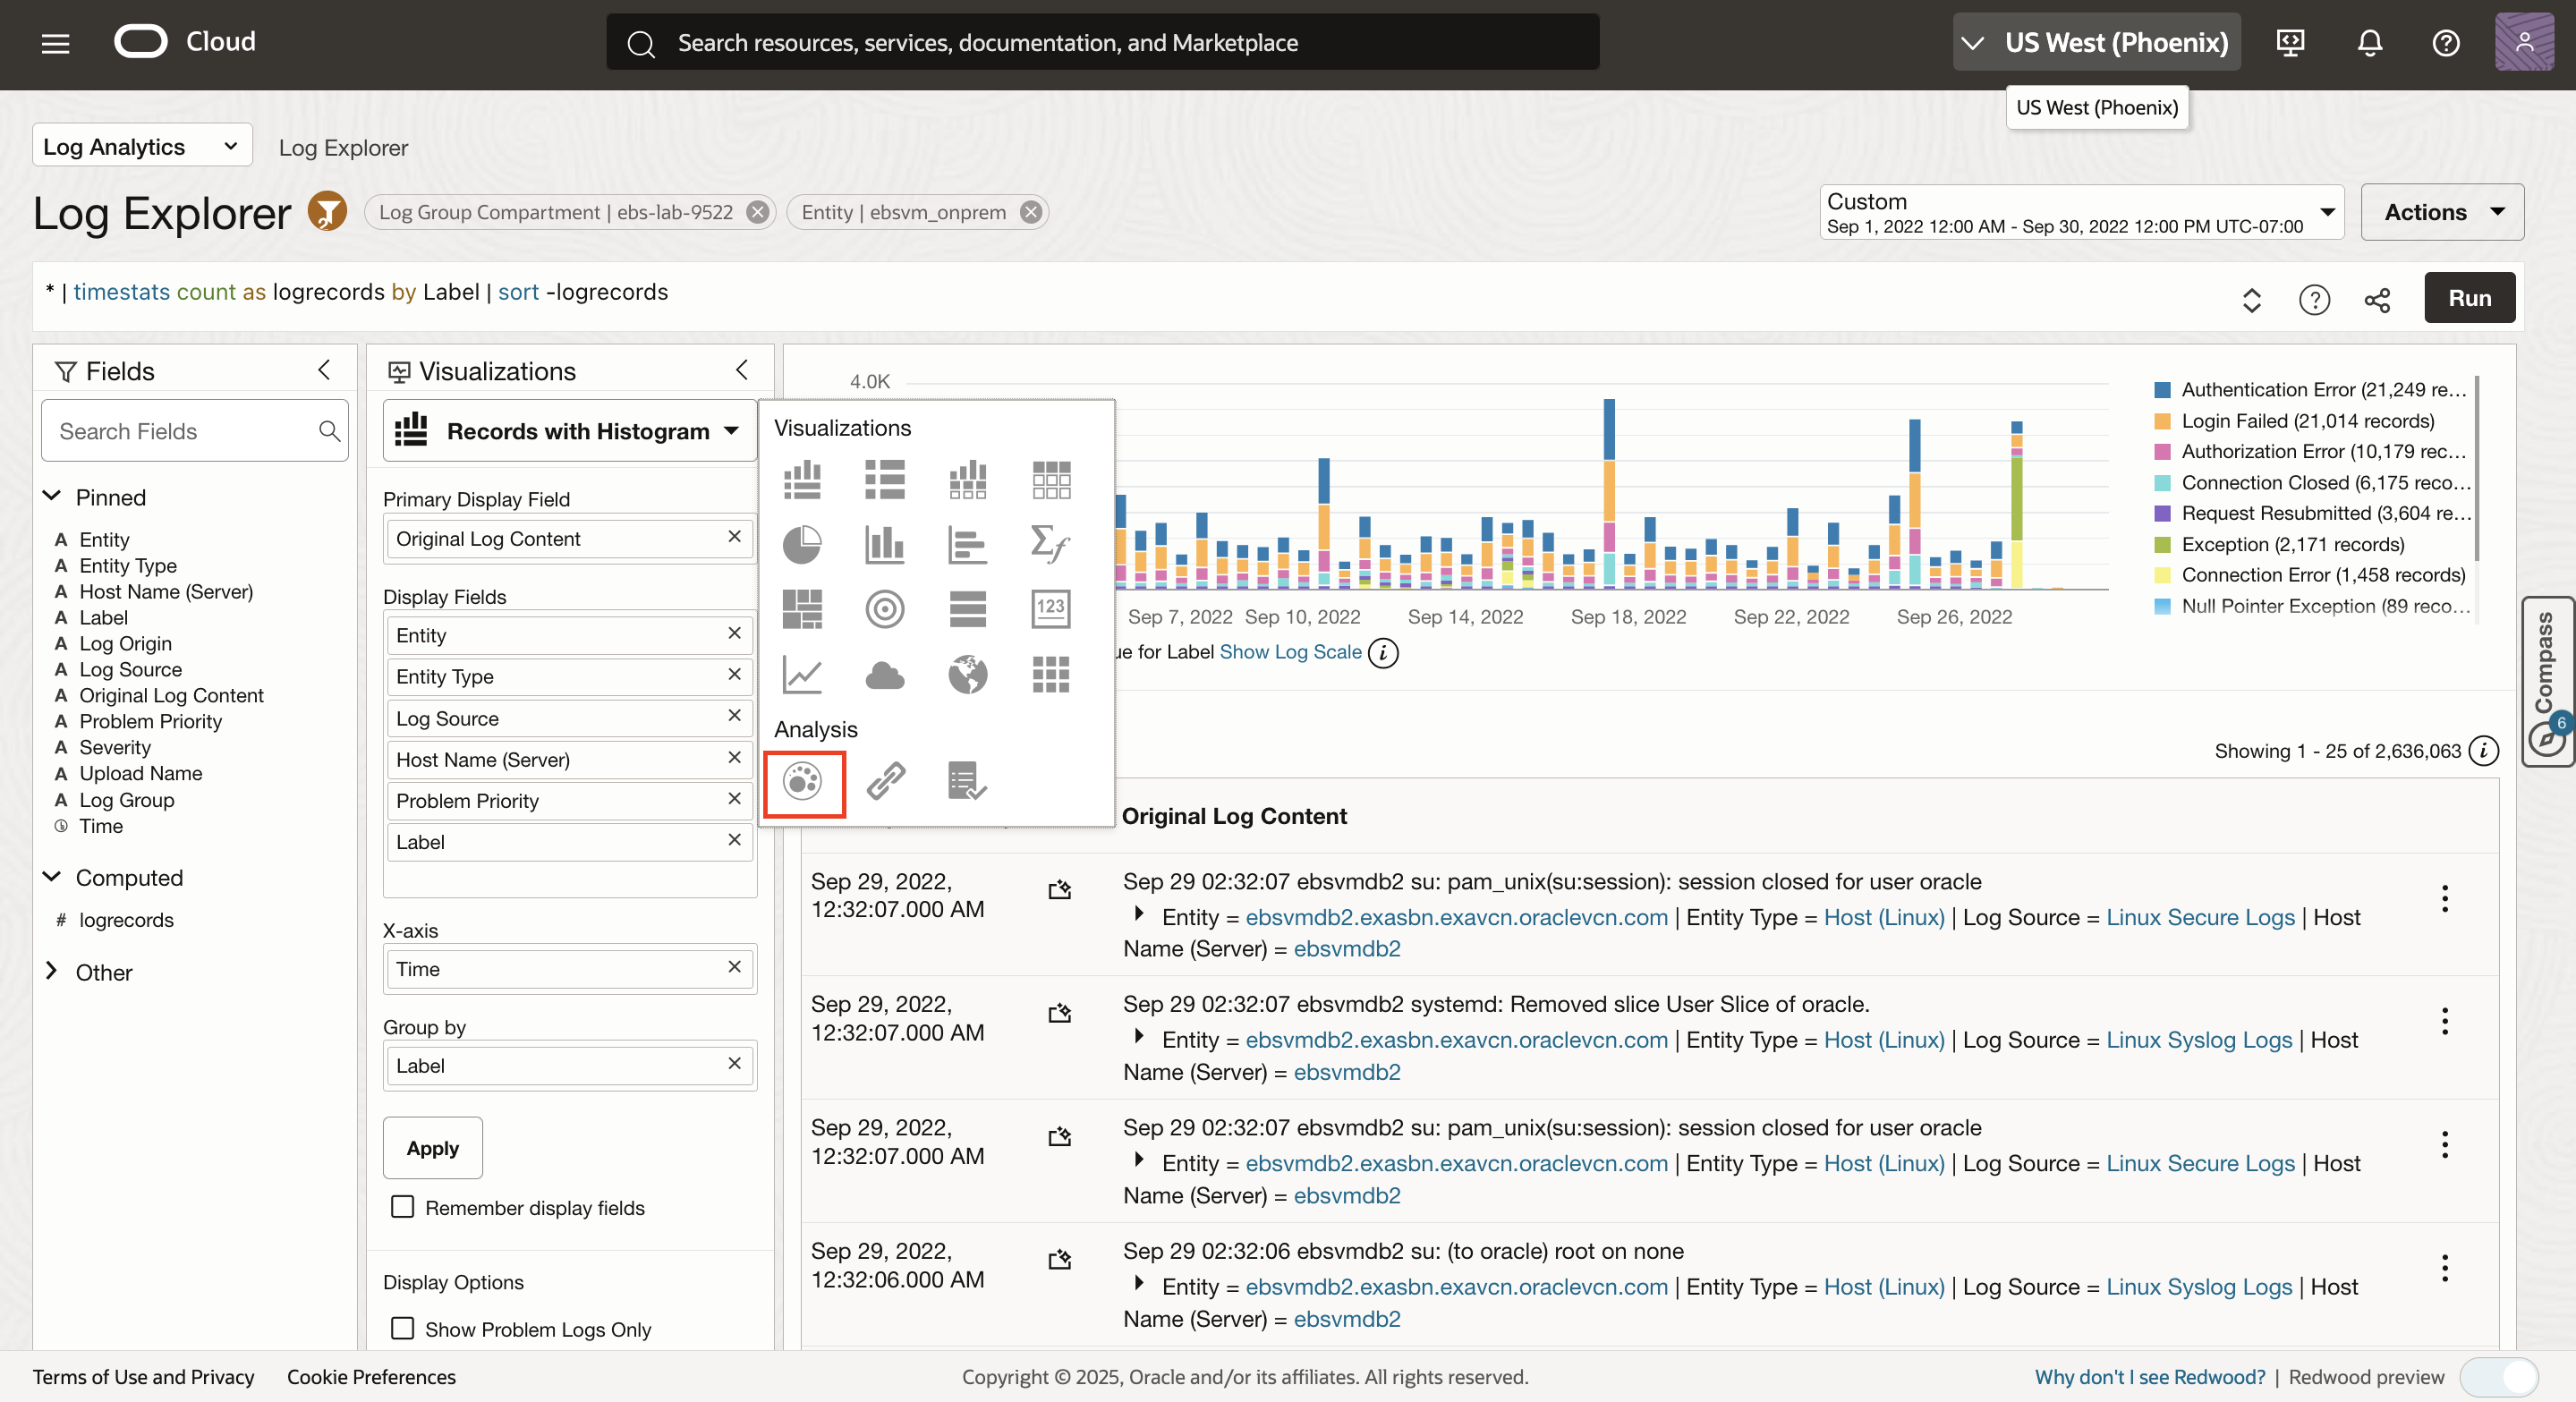 Cloud
Search resources, services, documentation, and Marketplace
US West (Phoenix)
US West (Phoenix)
Log Analytics
Log Explorer
Log Explorer
2
Log Group Compartment | ebs-lab-9522
Entity | ebsvm_onprem
Custom
Sep 1, 2022 12:00 AM - Sep 30, 2022 12:00 PM UTC-07:00
Actions
* | timestats count as logrecords by Label | sort -logrecords
Run
Fields
Search Fields
Pinned
A Entity
A Entity Type
A Host Name (Server)
A Label
A Log Origin
A Log Source
A Original Log Content
A Problem Priority
A Severity
A Upload Name
A Log Group
Time
Computed
# logrecords
Other
Visualizations
Records with Histogram
Primary Display Field
Original Log Content
Display Fields
Entity
Entity Type
Log Source
Host Name (Server)
Problem Priority
Label
X-axis
Time
Group by
Label
Apply
Remember display fields
Display Options
Show Problem Logs Only
Visualizations
123
Analysis
4.0K
Sep 7, 2022 Sep 10, 2022 Sep 14, 2022 Sep 18, 2022 Sep 22, 2022 Sep 26, 2022
Authentication Error (21,249 re...
Login Failed (21,014 records)
Authorization Error (10,179 rec...
Connection Closed (6,175 reco...
Request Resubmitted (3,604 re...
Exception (2,171 records)
Connection Error (1,458 records)
Null Pointer Exception (89 reco...
ue for Label Show Log Scale
Showing 1 - 25 of 2,636,063
Compass
6
Original Log Content
Sep 29, 2022,
12:32:07.000 AM
Sep 29 02:32:07 ebsvmdb2 su: pam_unix(su:session): session closed for user oracle
Entity = ebsvmdb2.exasbn.exavcn.oraclevcn.com | Entity Type = Host (Linux) | Log Source = Linux Secure Logs | Host
Name (Server) = ebsvmdb2
Sep 29, 2022,
12:32:07.000 AM
Sep 29 02:32:07 ebsvmdb2 systemd: Removed slice User Slice of oracle.
Entity = ebsvmdb2.exasbn.exavcn.oraclevcn.com | Entity Type = Host (Linux) | Log Source = Linux Syslog Logs | Host
Name (Server) = ebsvmdb2
Sep 29, 2022,
12:32:07.000 AM
Sep 29 02:32:07 ebsvmdb2 su: pam_unix(su:session): session closed for user oracle
Entity = ebsvmdb2.exasbn.exavcn.oraclevcn.com | Entity Type = Host (Linux) | Log Source = Linux Secure Logs | Host
Name (Server) = ebsvmdb2
Sep 29, 2022,
12:32:06.000 AM
Sep 29 02:32:06 ebsvmdb2 su: (to oracle) root on none
Entity = ebsvmdb2.exasbn.exavcn.oraclevcn.com | Entity Type = Host (Linux) | Log Source = Linux Syslog Logs | Host
Name (Server) = ebsvmdb2
Terms of Use and Privacy
Cookie Preferences
Copyright © 2025, Oracle and/or its affiliates. All rights reserved.
Why don't I see Redwood? | Redwood preview